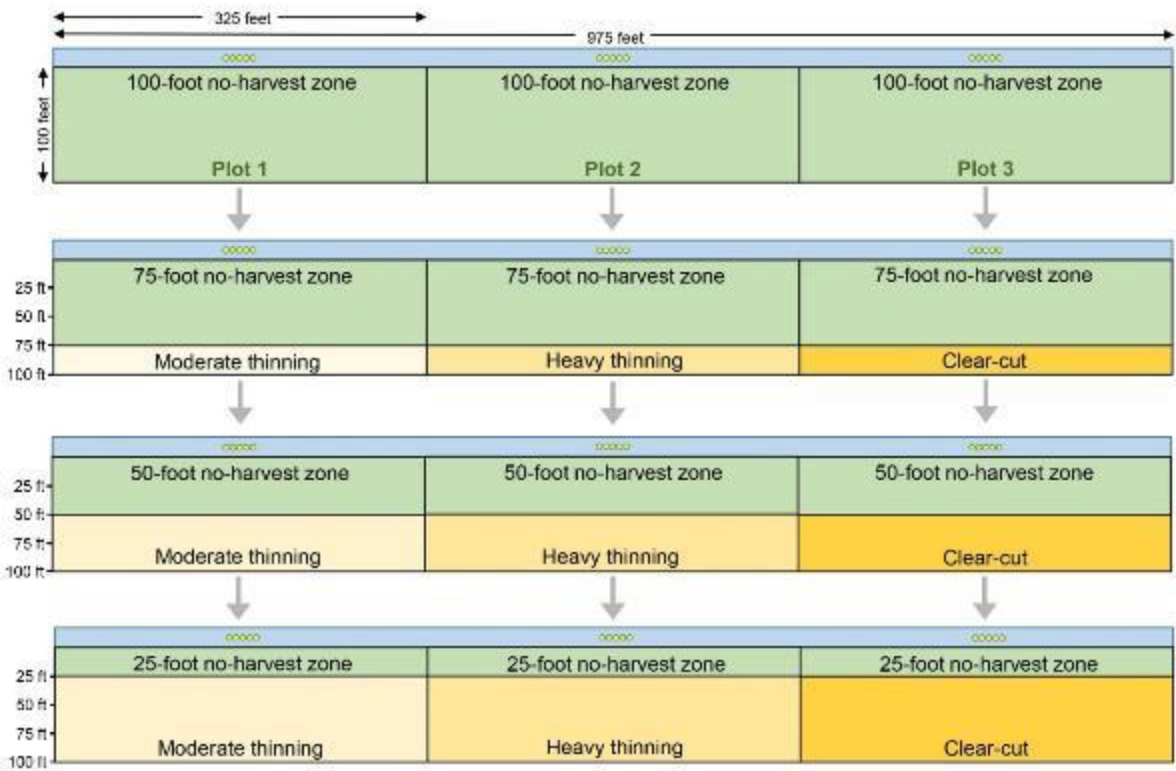 325 feet
975 feet
100-foot no-harvest zone 100-foot no-harvest zone 100-foot no-harvest zone
100 feet
Plot 1 Plot 2 Plot 3
75-foot no-harvest zone 75-foot no-harvest zone 75-foot no-harvest zone
25 ft
50 ft
75 ft
Moderate thinning Heavy thinning Clear-cut
100 ft
50-foot no-harvest zone 50-foot no-harvest zone 50-foot no-harvest zone
25 ft
50 ft
75 ft
Moderate thinning Heavy thinning Clear-cut
100 ft
25-foot no-harvest zone 25-foot no-harvest zone 25-foot no-harvest zone
25 ft
50 ft
75 ft
Moderate thinning Heavy thinning Clear-cut
100 ft